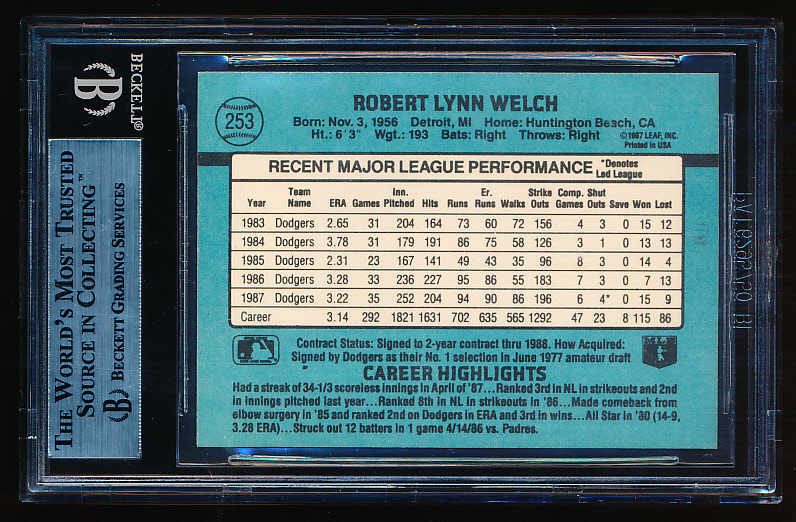 BECKETT®
B
THE WORLD'S MOST TRUSTED
SOURCE IN COLLECTING™
B BECKETT GRADING SERVICES
253
ROBERT LYNN WELCH
Born: Nov. 3, 1956 Detroit, MI Home: Huntington Beach, CA
Ht.: 6'3" Wgt.: 193 Bats: Right Throws: Right
©1987 LEAF, INC.
Printed in USA
RECENT MAJOR LEAGUE PERFORMANCE
*Denotes
Led League
Year Team Name ERA Games Inn. Pitched Hits Runs Er. Runs Walks Strike Outs Comp. Games Shut Outs Save Won Lost
1983 Dodgers 2.65 31 204 164 73 60 72 156 4 3 0 15 12
1984 Dodgers 3.78 31 179 191 86 75 58 126 3 1 0 13 13
1985 Dodgers 2.31 23 167 141 49 43 35 96 8 3 0 14 4
1986 Dodgers 3.28 33 236 227 95 86 55 183 7 3 0 7 13
1987 Dodgers 3.22 35 252 204 94 90 86 196 6 4* 0 15 9
Career 3.14 292 1821 1631 702 635 565 1292 47 23 8 115 86
Contract Status: Signed to 2-year contract thru 1988. How Acquired:
Signed by Dodgers as their No. 1 selection in June 1977 amateur draft
CAREER HIGHLIGHTS
Had a streak of 34-1/3 scoreless innings in April of '87...Ranked 3rd in NL in strikeouts and 2nd
in innings pitched last year...Ranked 8th in NL in strikeouts in '86...Made comeback from
elbow surgery in '85 and ranked 2nd on Dodgers in ERA and 3rd in wins...All Star in '80 (14-9,
3.28 ERA)...Struck out 12 batters in 1 game 4/14/86 vs. Padres.